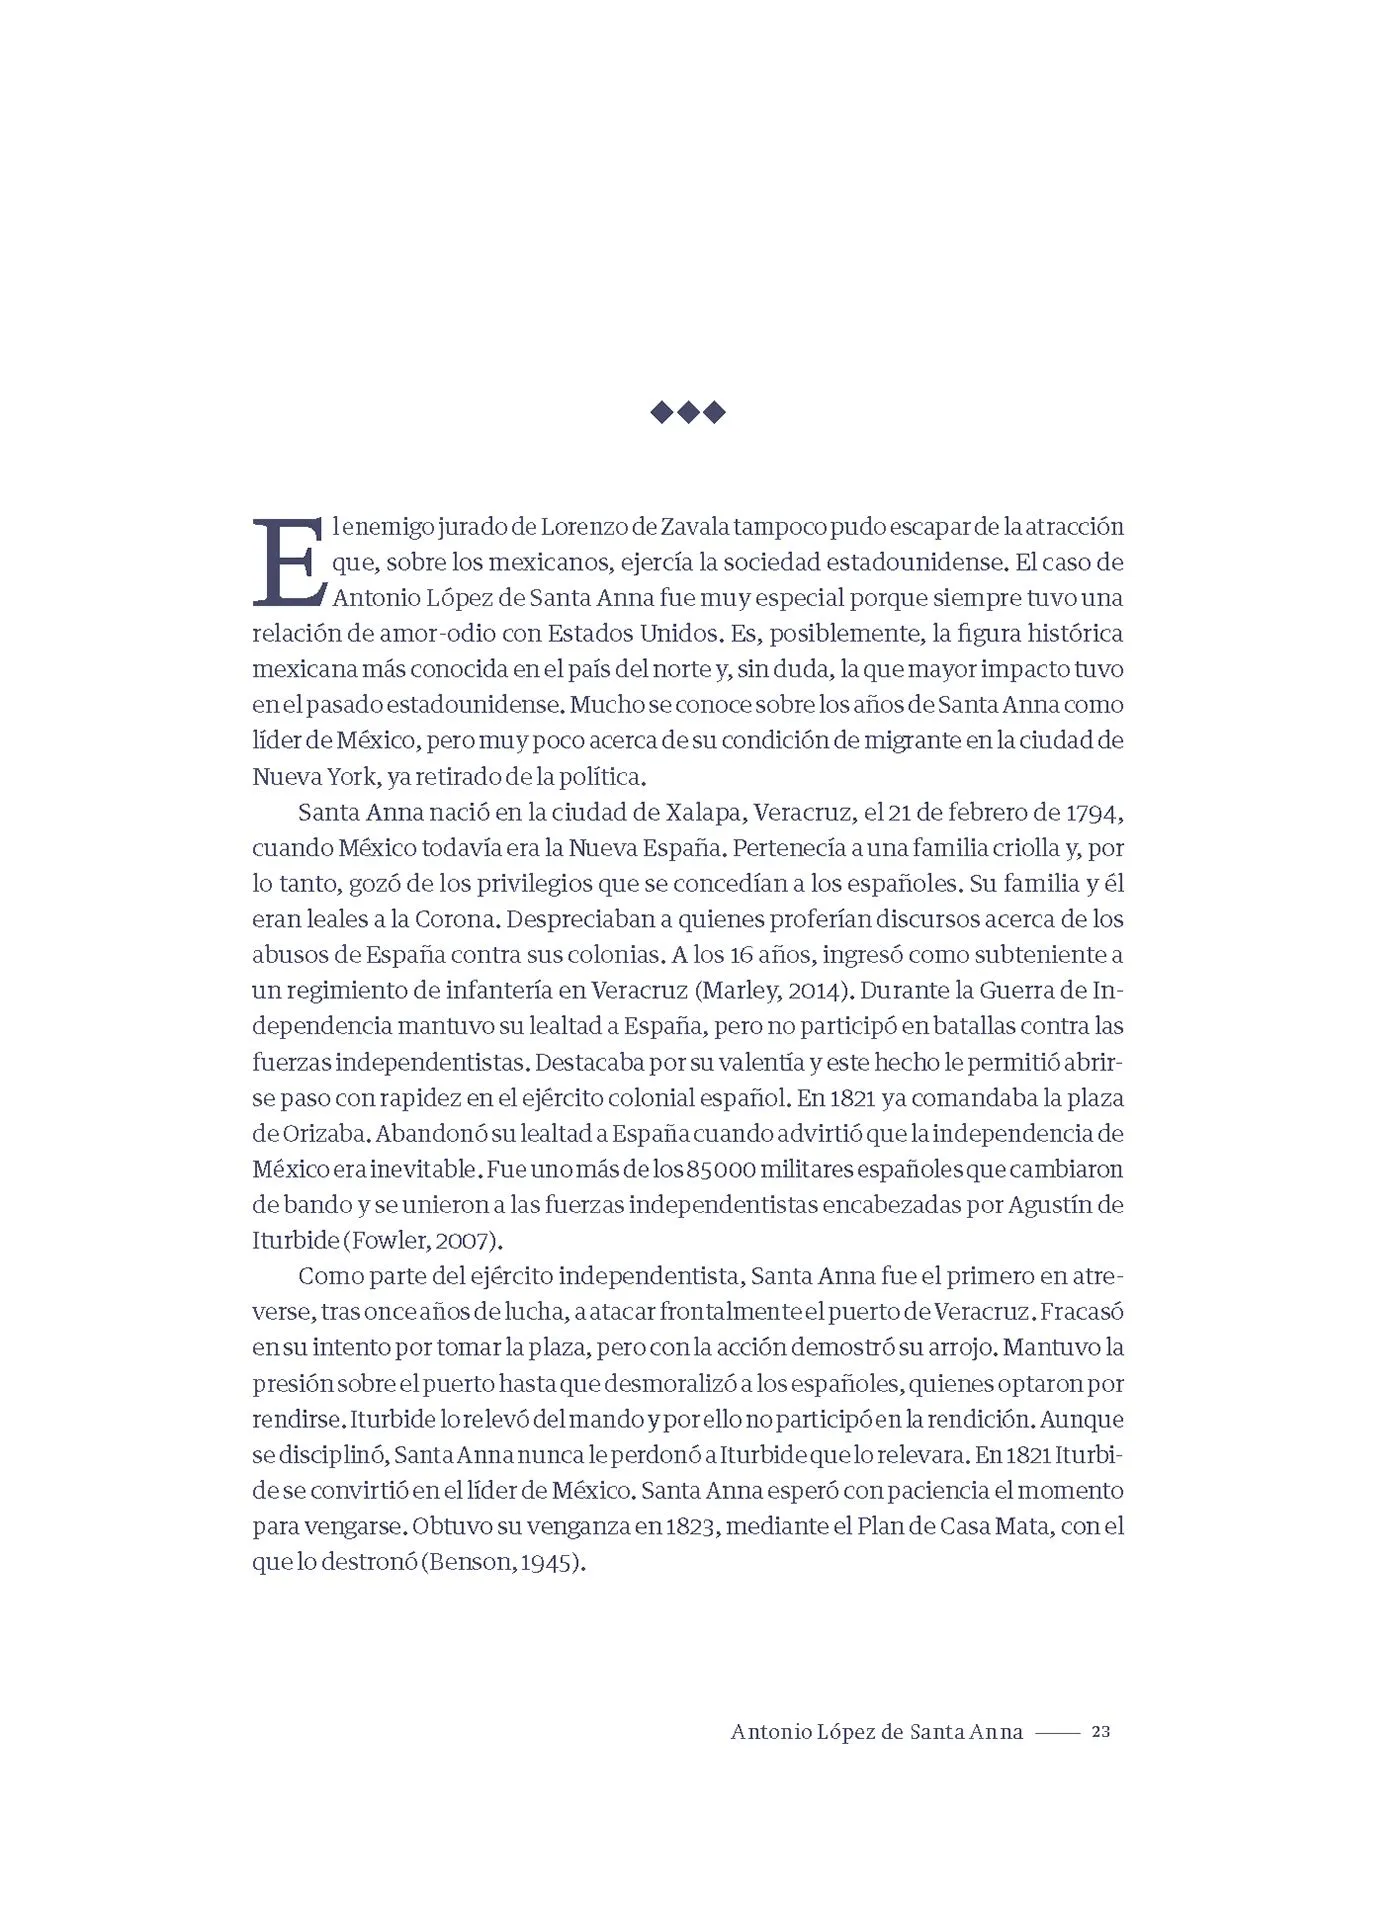 El enemigo jurado de Lorenzo de Zavala tampoco pudo escapar de la atracción
que, sobre los mexicanos, ejercía la sociedad estadounidense. El caso de
Antonio López de Santa Anna fue muy especial porque siempre tuvo una
relación de amor-odio con Estados Unidos. Es, posiblemente, la figura histórica
mexicana más conocida en el país del norte y, sin duda, la que mayor impacto tuvo
en el pasado estadounidense. Mucho se conoce sobre los años de Santa Anna como
líder de México, pero muy poco acerca de su condición de migrante en la ciudad de
Nueva York, ya retirado de la política.
Santa Anna nació en la ciudad de Xalapa, Veracruz, el 21 de febrero de 1794,
cuando México todavía era la Nueva España. Pertenecía a una familia criolla y, por
lo tanto, gozó de los privilegios que se concedían a los españoles. Su familia y él
eran leales a la Corona. Despreciaban a quienes proferían discursos acerca de los
abusos de España contra sus colonias. A los 16 años, ingresó como subteniente a
un regimiento de infantería en Veracruz (Marley, 2014). Durante la Guerra de In-
dependencia mantuvo su lealtad a España, pero no participó en batallas contra las
fuerzas independentistas. Destacaba por su valentía y este hecho le permitió abrir-
se paso con rapidez en el ejército colonial español. En 1821 ya comandaba la plaza
de Orizaba. Abandonó su lealtad a España cuando advirtió que la independencia de
México era inevitable. Fue uno más de los 85000 militares españoles que cambiaron
de bando y se unieron a las fuerzas independentistas encabezadas por Agustín de
Iturbide (Fowler, 2007).
Como parte del ejército independentista, Santa Anna fue el primero en atre-
verse, tras once años de lucha, a atacar frontalmente el puerto de Veracruz. Fracasó
en su intento por tomar la plaza, pero con la acción demostró su arrojo. Mantuvo la
presión sobre el puerto hasta que desmoralizó a los españoles, quienes optaron por
rendirse. Iturbide lo relevó del mando y por ello no participó en la rendición. Aunque
se disciplinó, Santa Anna nunca le perdonó a Iturbide que lo relevara. En 1821 Iturbi-
de se convirtió en el líder de México. Santa Anna esperó con paciencia el momento
para vengarse. Obtuvo su venganza en 1823, mediante el Plan de Casa Mata, con el
que lo destronó (Benson, 1945).
Antonio López de Santa Anna —— 23